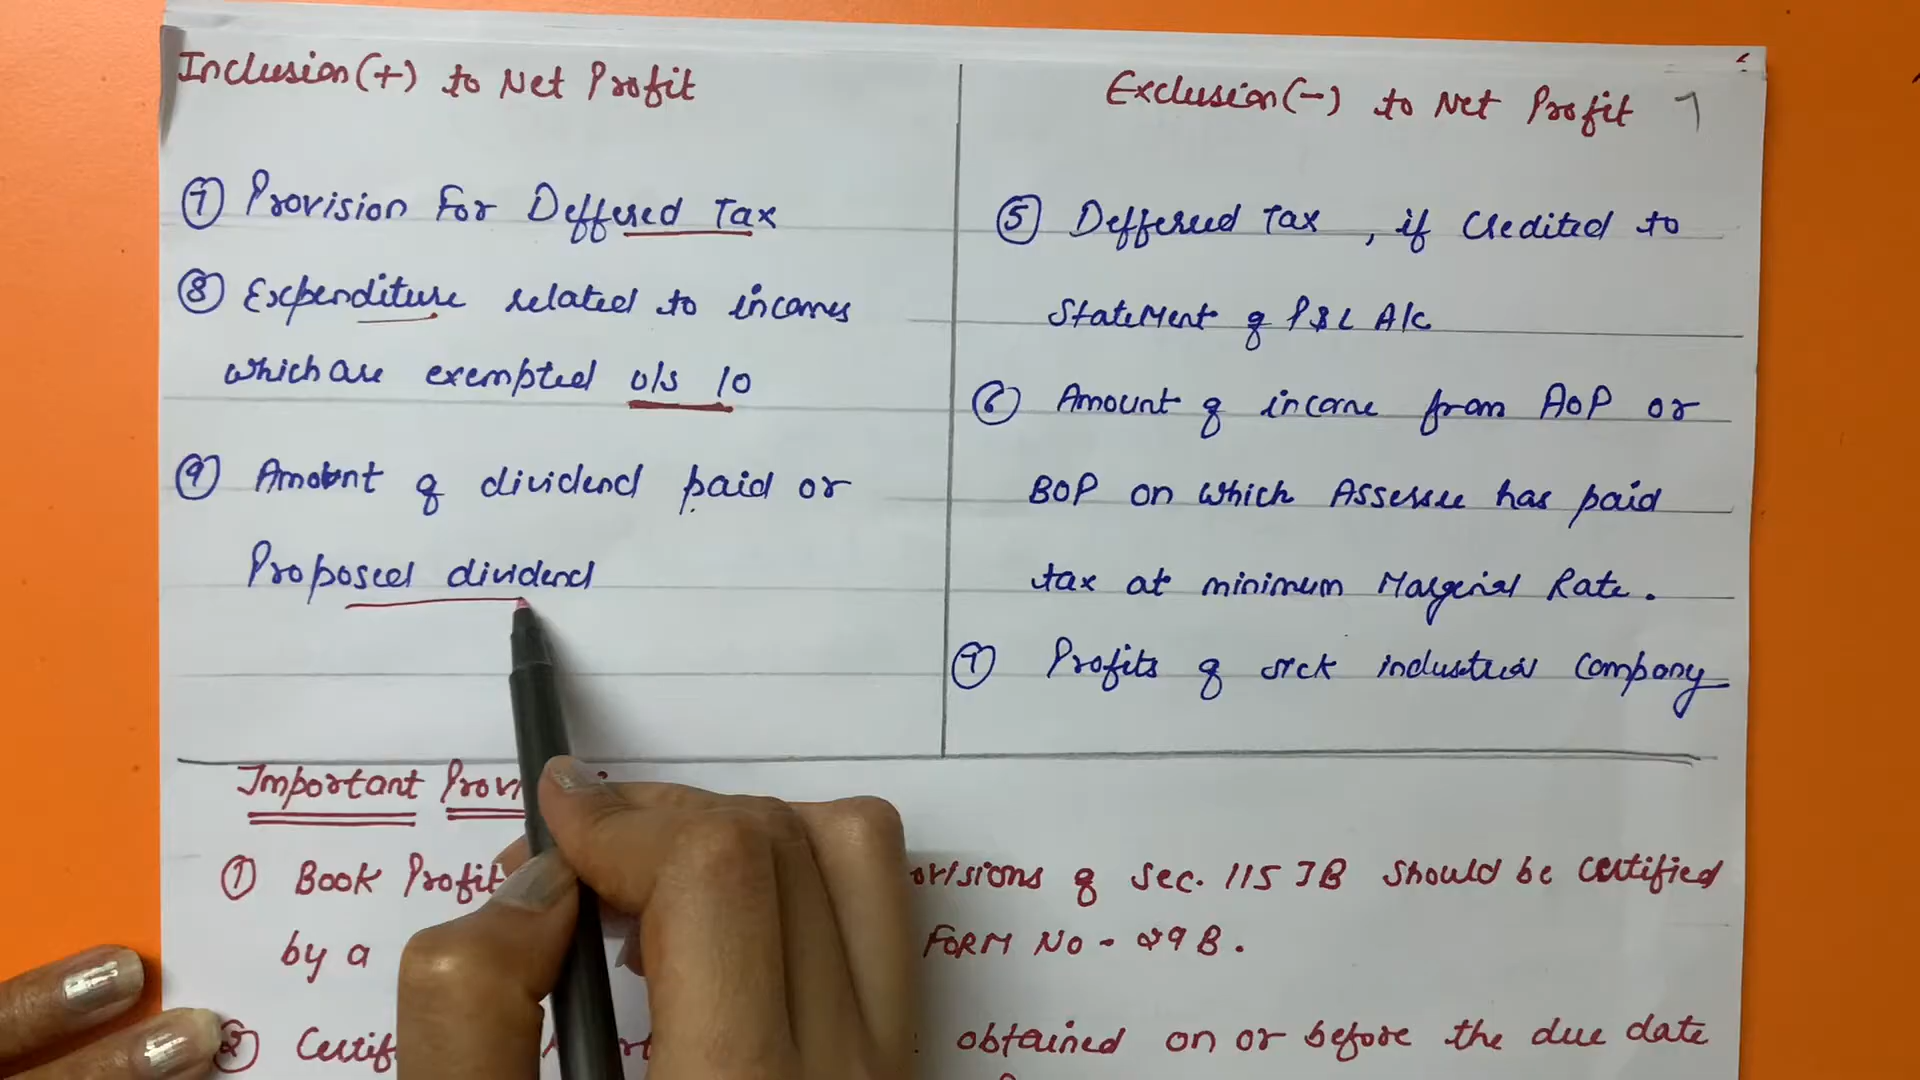 Inclusion(+) to Net Profit
⑦ Provision For Deffered Tax
⑧ Expenditure related to incomes
which are exempted u/s 10
⑨ Amount of dividend paid or
Proposed dividend
Exclusion(-) to Net Profit
⑤ Deffered Tax, if Credited to
Statement of P&L A/c
⑥ Amount of income from AOP or
BOP on which Assessee has paid
tax at minimum Marginal Rate.
⑦ Profits of sick industrial Company
Important
① Book Profit of Sec. 115 JB should be certified
by a FORM NO - 29B.
② obtained on or before the due date